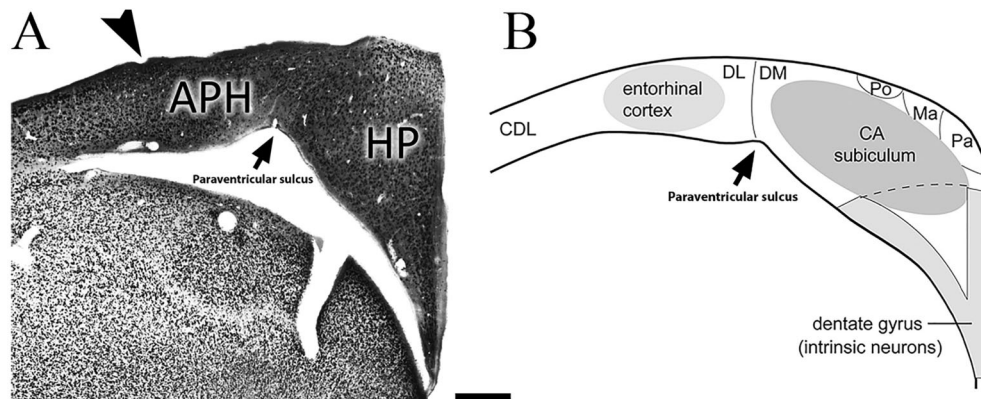 A
APH
HP
Paraventricular sulcus
B
DL
DM
entorhinal
cortex
CDL
Po
Ma
Pa
CA
subiculum
Paraventricular sulcus
dentate gyrus
(intrinsic neurons)